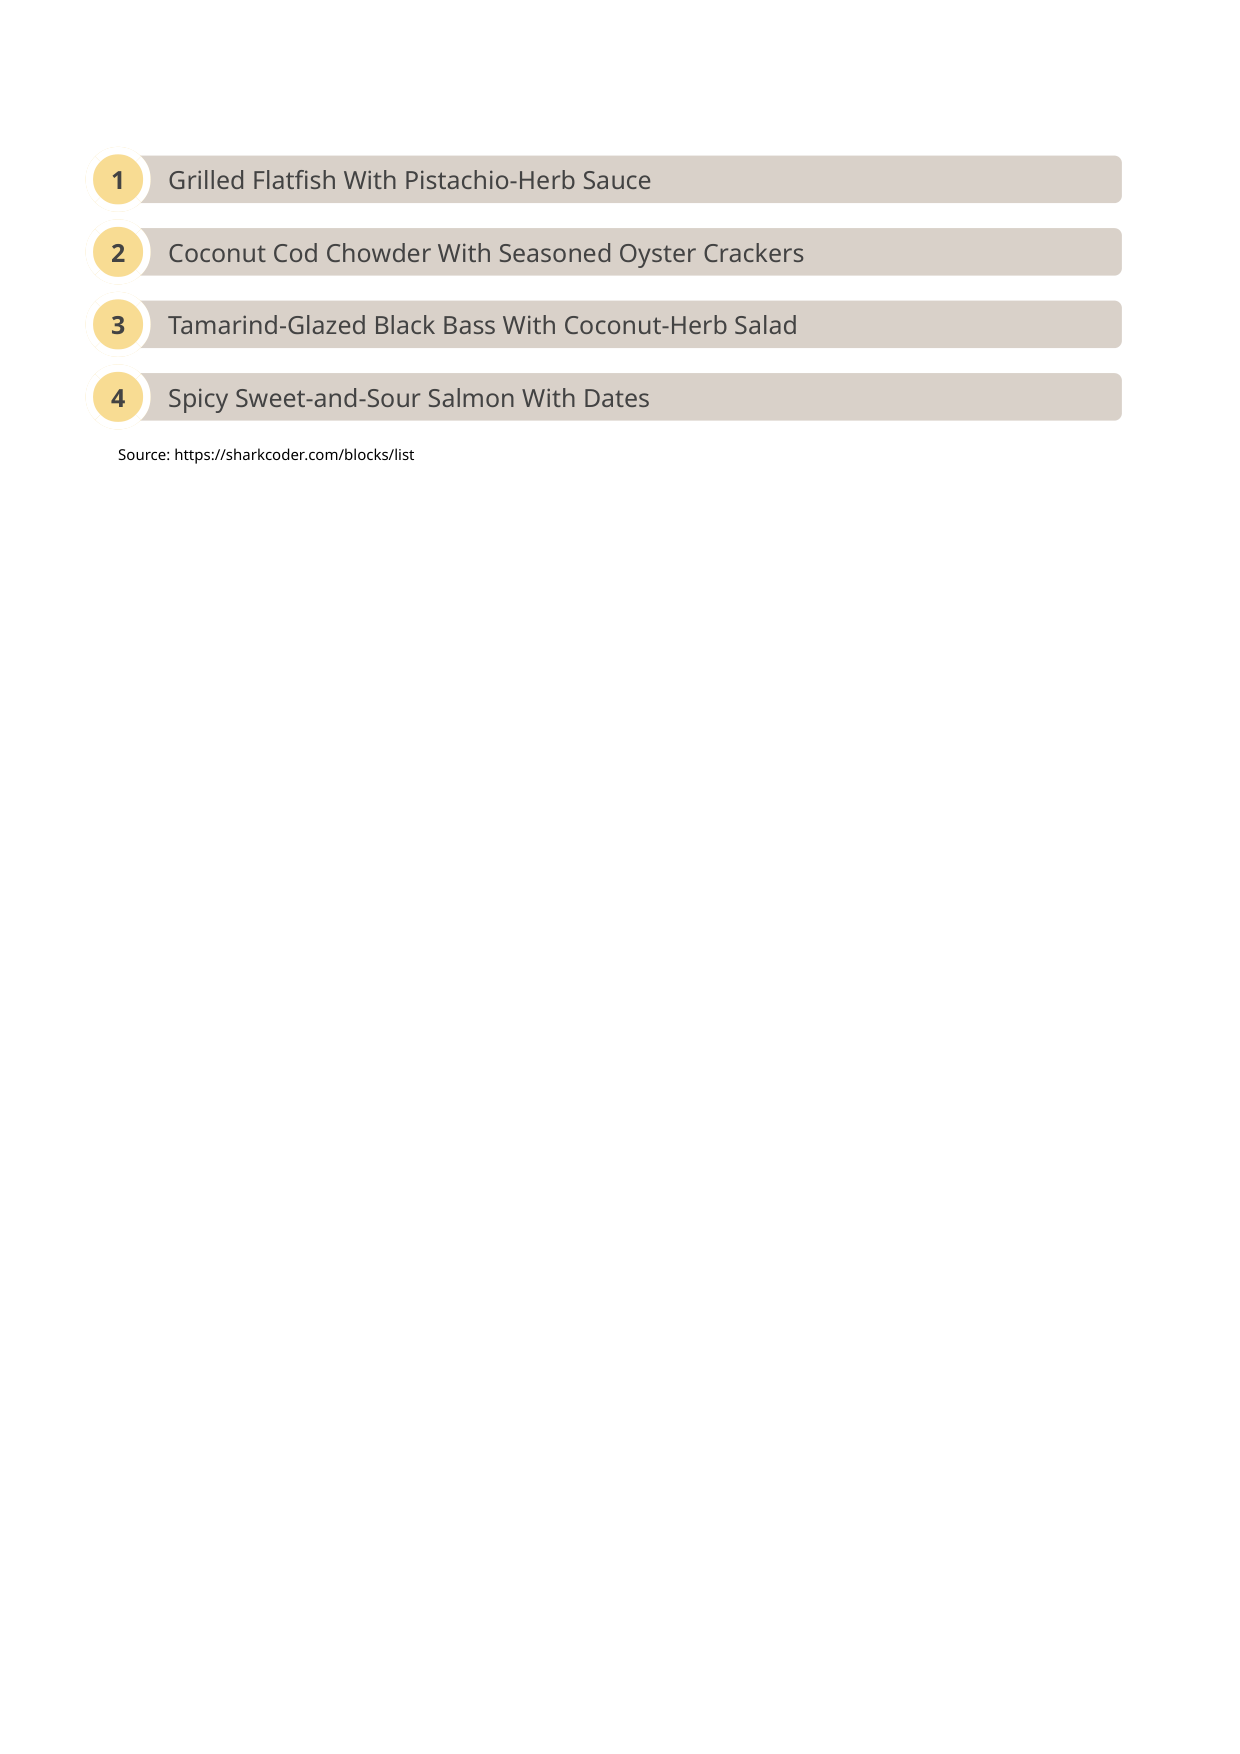 1 Grilled Flatfish With Pistachio-Herb Sauce
2 Coconut Cod Chowder With Seasoned Oyster Crackers
3 Tamarind-Glazed Black Bass With Coconut-Herb Salad
4 Spicy Sweet-and-Sour Salmon With Dates
Source: https://sharkcoder.com/blocks/list